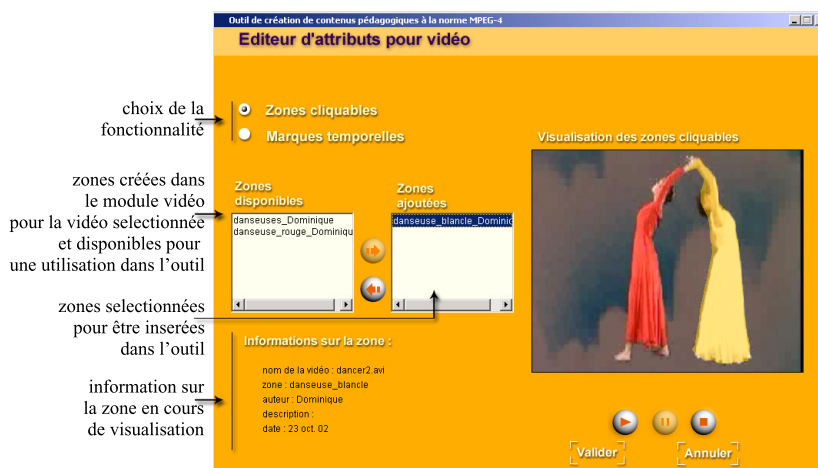 Outil de création de contenus pédagogiques à la norme MPEG-4
Editeur d'attributs pour vidéo
choix de la
fonctionnalité
Zones cliquables
Marques temporelles
Visualisation des zones cliquables
zones créées dans
le module vidéo
pour la vidéo selectionnée
et disponibles pour
une utilisation dans l'outil
Zones
disponibles
danseuses_Dominique
danseuse_rouge_Dominiqu
Zones
ajoutées
danseuse_blancle_Dominiq
zones selectionnées
pour être inserées
dans l'outil
Informations sur la zone :
nom de la vidéo : dancer2.avi
zone : danseuse_blancle
auteur : Dominique
description :
date : 23 oct. 02
information sur
la zone en cours
de visualisation
Valider
Annuler